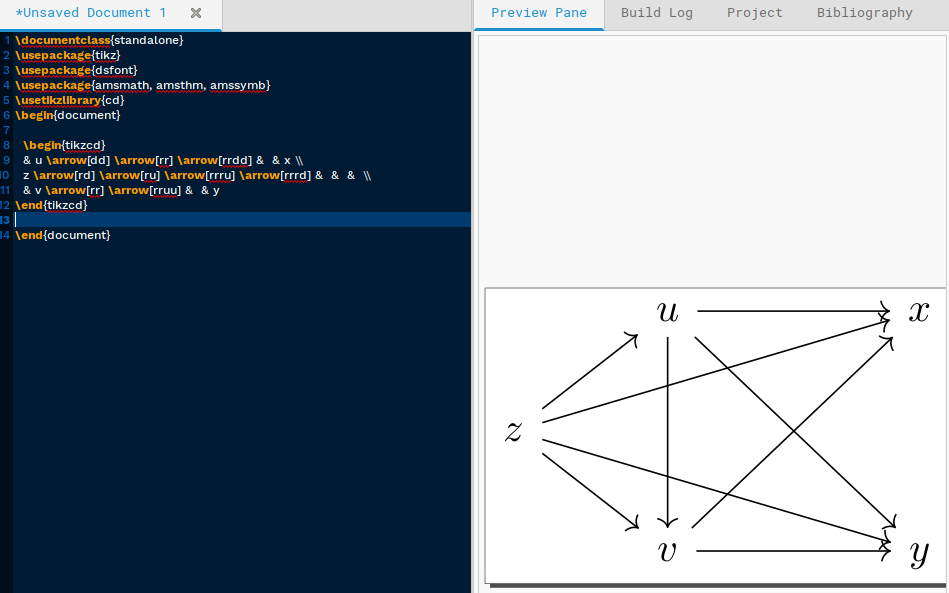 *Unsaved Document 1
Preview Pane Build Log Project Bibliography
1 \documentclass{standalone}
2 \usepackage{tikz}
3 \usepackage{dsfont}
4 \usepackage{amsmath, amsthm, amssymb}
5 \usetikzlibrary{cd}
6 \begin{document}
7
8 \begin{tikzcd}
9 & u \arrow[dd] \arrow[rr] \arrow[rrdd] & & x \\
10 z \arrow[rd] \arrow[ru] \arrow[rrru] \arrow[rrrd] & & & \\
11 & v \arrow[rr] \arrow[rruu] & & y
12 \end{tikzcd}
13
14 \end{document}
u x
z
v y